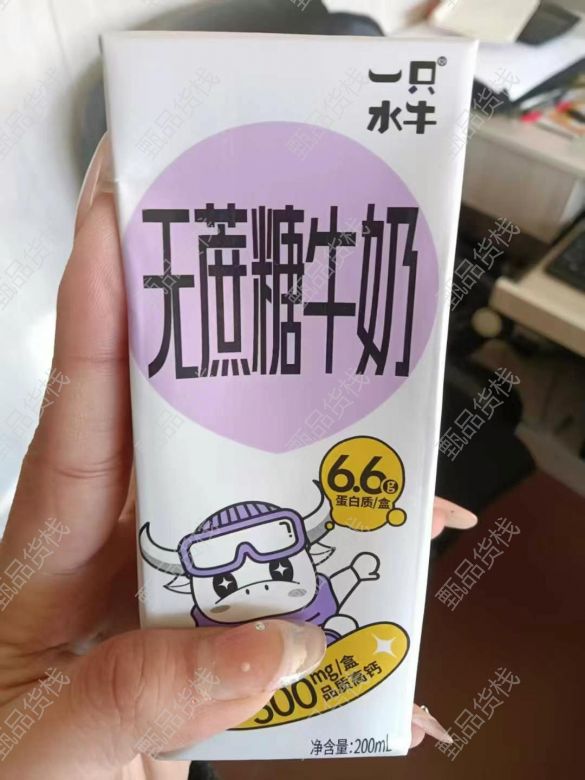 一只®
水牛
无蔗糖牛奶
6.6g
蛋白质/盒
300mg/盒
品质高钙
净含量:200mL
甄品货栈